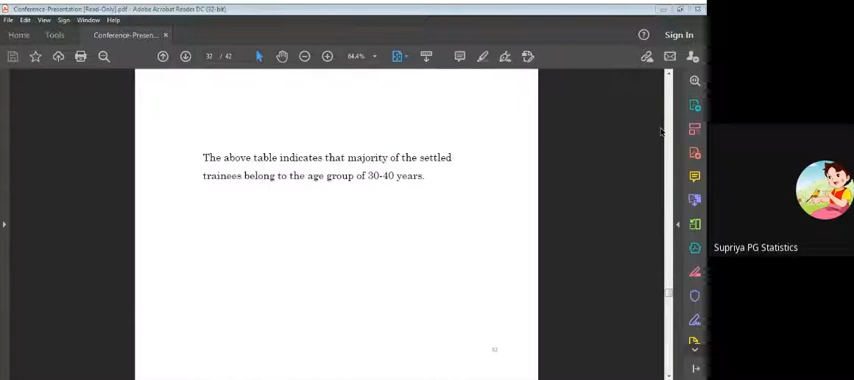 Conference-Presentation [Read-Only].pdf - Adobe Acrobat Reader DC (32-bit)
File Edit View Sign Window Help
Home Tools Conference-Presen... × Sign In
32 / 42 64.4%
The above table indicates that majority of the settled
trainees belong to the age group of 30-40 years.
Supriya PG Statistics